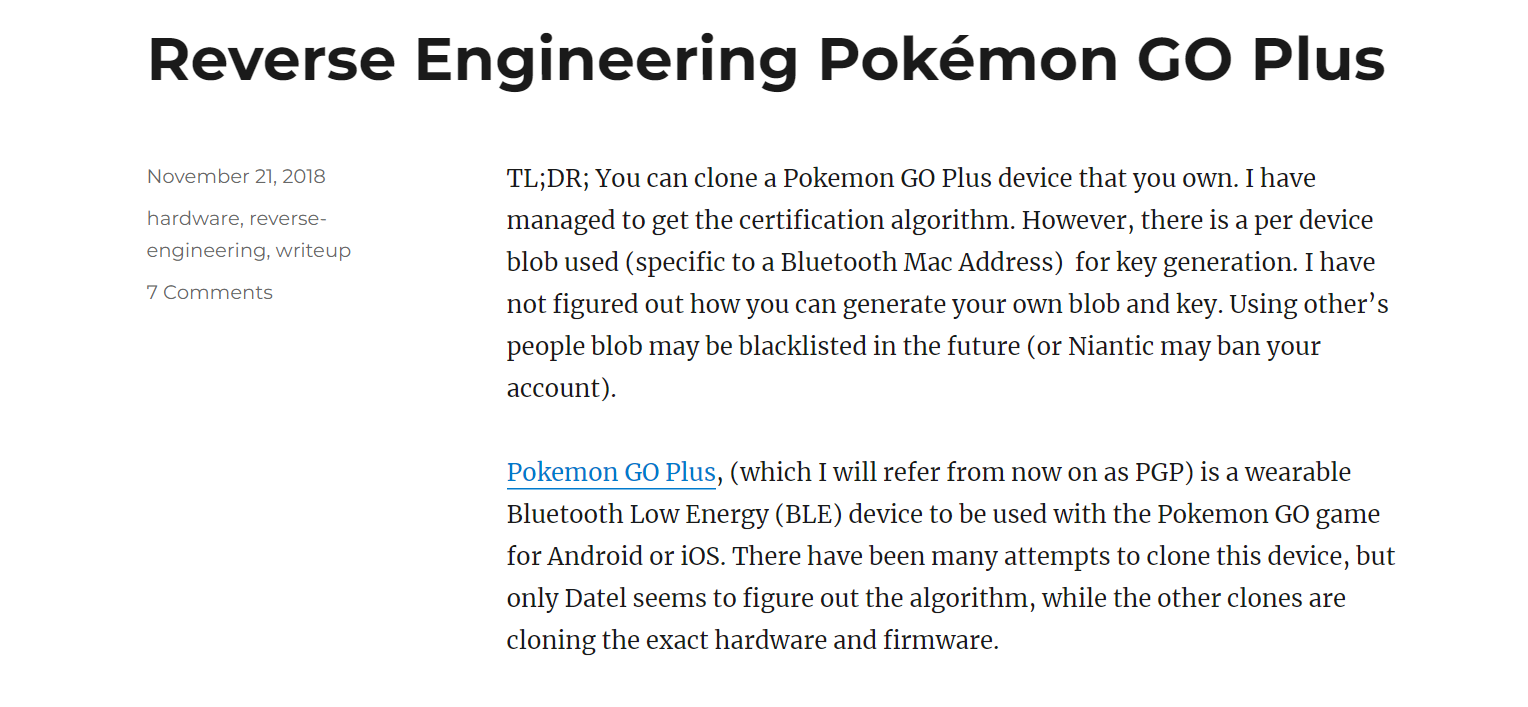 Reverse Engineering Pokémon GO Plus
November 21, 2018
hardware, reverse-
engineering, writeup
7 Comments
TL;DR; You can clone a Pokemon GO Plus device that you own. I have
managed to get the certification algorithm. However, there is a per device
blob used (specific to a Bluetooth Mac Address)  for key generation. I have
not figured out how you can generate your own blob and key. Using other’s
people blob may be blacklisted in the future (or Niantic may ban your
account).
Pokemon GO Plus, (which I will refer from now on as PGP) is a wearable
Bluetooth Low Energy (BLE) device to be used with the Pokemon GO game
for Android or iOS. There have been many attempts to clone this device, but
only Datel seems to figure out the algorithm, while the other clones are
cloning the exact hardware and firmware.